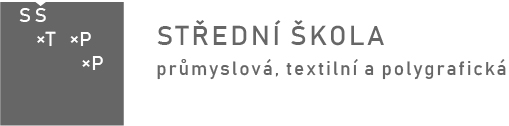 SŠ
×T ×P
×P
STŘEDNÍ ŠKOLA
průmyslová, textilní a polygrafická